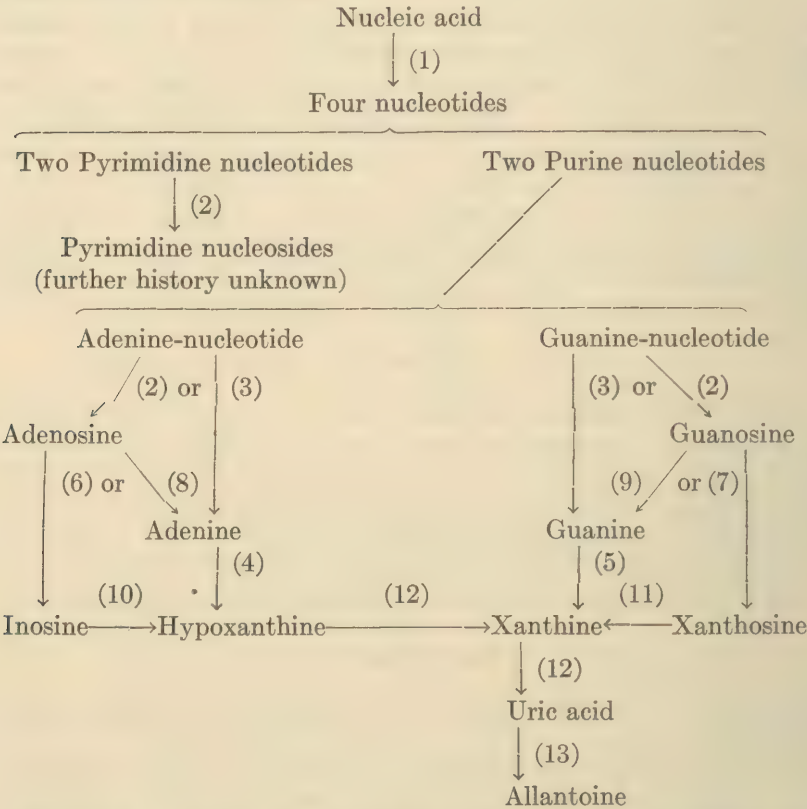 Nucleic acid
(1)
Four nucleotides
Two Pyrimidine nucleotides Two Purine nucleotides
(2)
Pyrimidine nucleosides
(further history unknown)
Adenine-nucleotide Guanine-nucleotide
(2) or (3) (3) or (2)
Adenosine Guanosine
(6) or (8) (9) or (7)
Adenine Guanine
(4) (5)
(10) (12) (11)
Inosine Hypoxanthine Xanthine Xanthosine
(12)
Uric acid
(13)
Allantoine